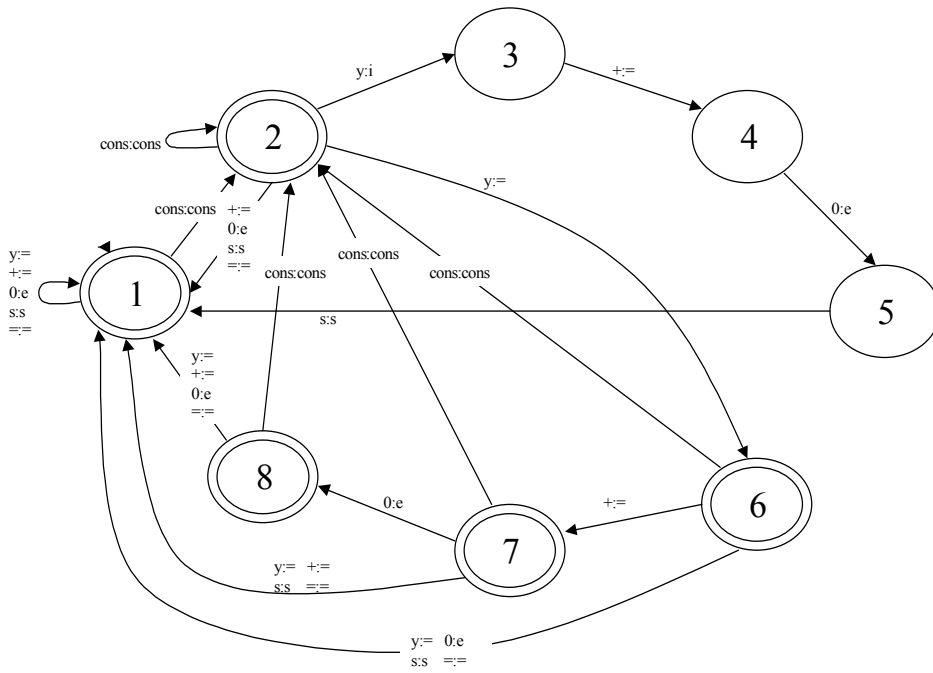 3
y:i
+:=
2
4
cons:cons
y:=
cons:cons
+:=
0:e
s:s
=:=
0:e
cons:cons
cons:cons
cons:cons
y:=
+:=
0:e
s:s
=:=
1
5
s:s
y:=
+:=
0:e
=:=
8
6
0:e
+:=
7
y:= +:=
s:s =:=
y:= 0:e
s:s =:=